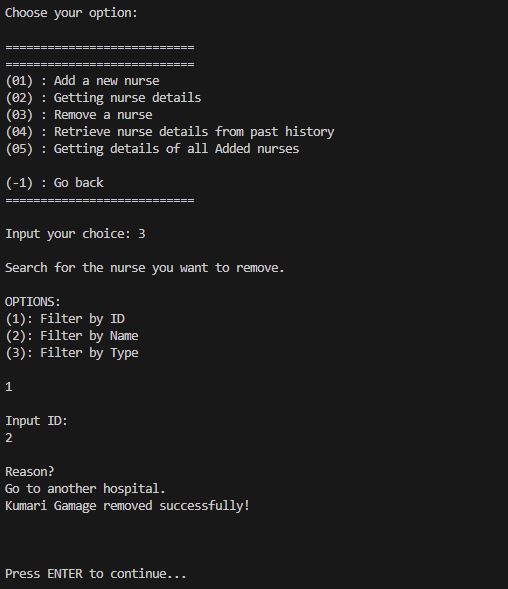 Choose your option:
===========================
===========================
(01) : Add a new nurse
(02) : Getting nurse details
(03) : Remove a nurse
(04) : Retrieve nurse details from past history
(05) : Getting details of all Added nurses
(-1) : Go back
===========================
Input your choice: 3
Search for the nurse you want to remove.
OPTIONS:
(1): Filter by ID
(2): Filter by Name
(3): Filter by Type
1
Input ID:
2
Reason?
Go to another hospital.
Kumari Gamage removed successfully!
Press ENTER to continue...